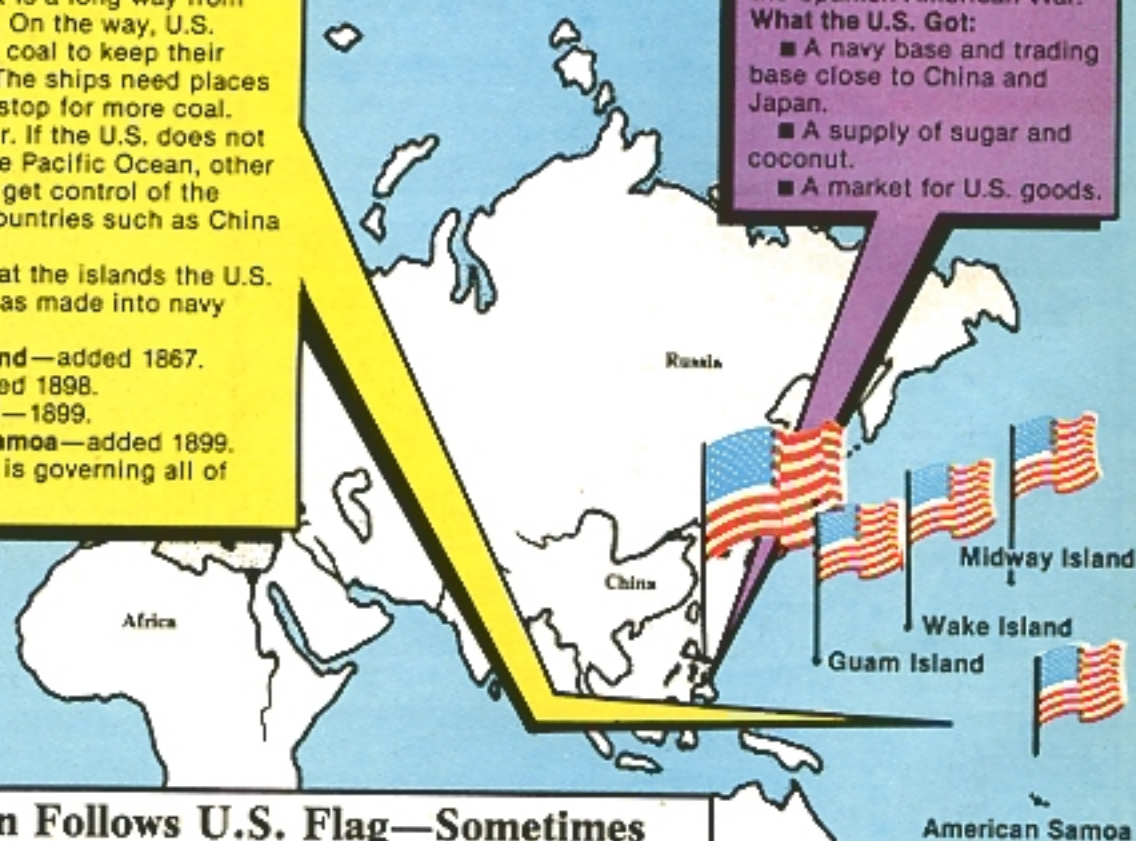 is a long way from
On the way, U.S.
coal to keep their
The ships need places
stop for more coal.
r. If the U.S. does not
e Pacific Ocean, other
get control of the
ountries such as China
at the islands the U.S.
as made into navy
nd—added 1867.
ed 1898.
—1899.
amoa—added 1899.
is governing all of
What the U.S. Got:
■ A navy base and trading
base close to China and
Japan.
■ A supply of sugar and
coconut.
■ A market for U.S. goods.
Russia
China
Africa
Midway Island
Wake Island
Guam Island
American Samoa
n Follows U.S. Flag—Sometimes